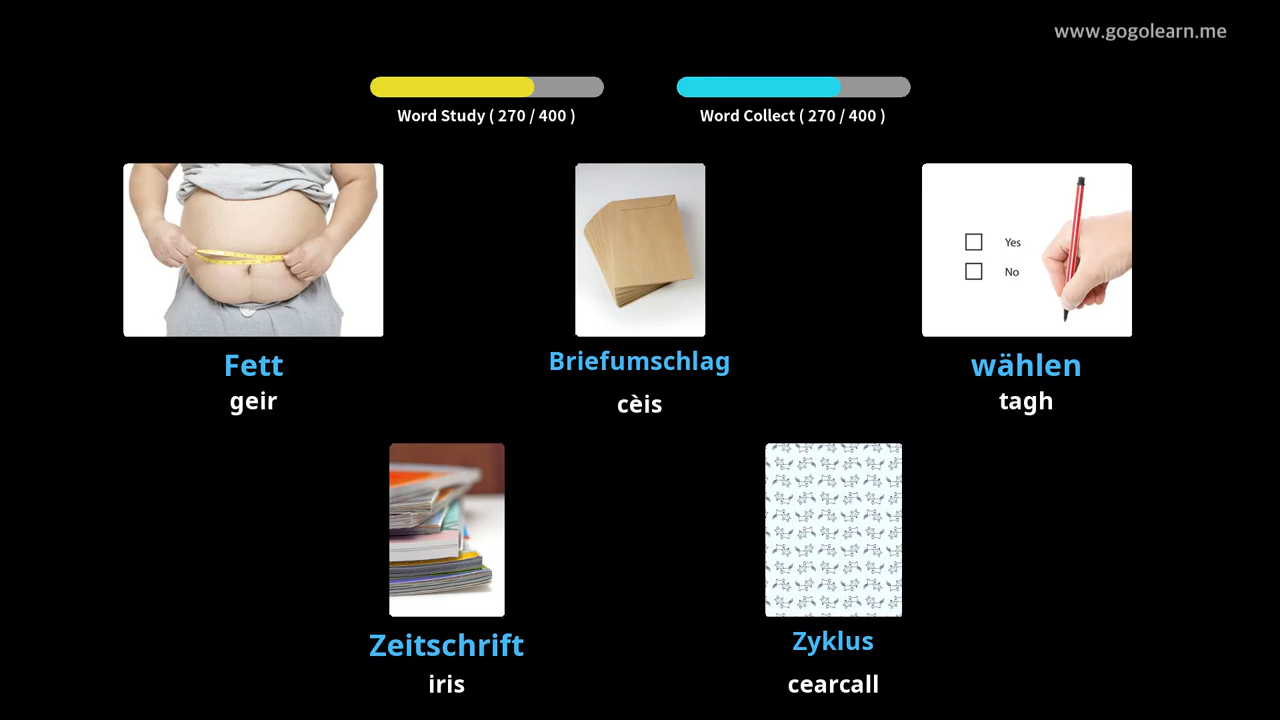 www.gogolearn.me
Word Study ( 270 / 400 )
Word Collect ( 270 / 400 )
Yes
No
Fett
geir
Briefumschlag
cèis
wählen
tagh
Zeitschrift
iris
Zyklus
cearcall